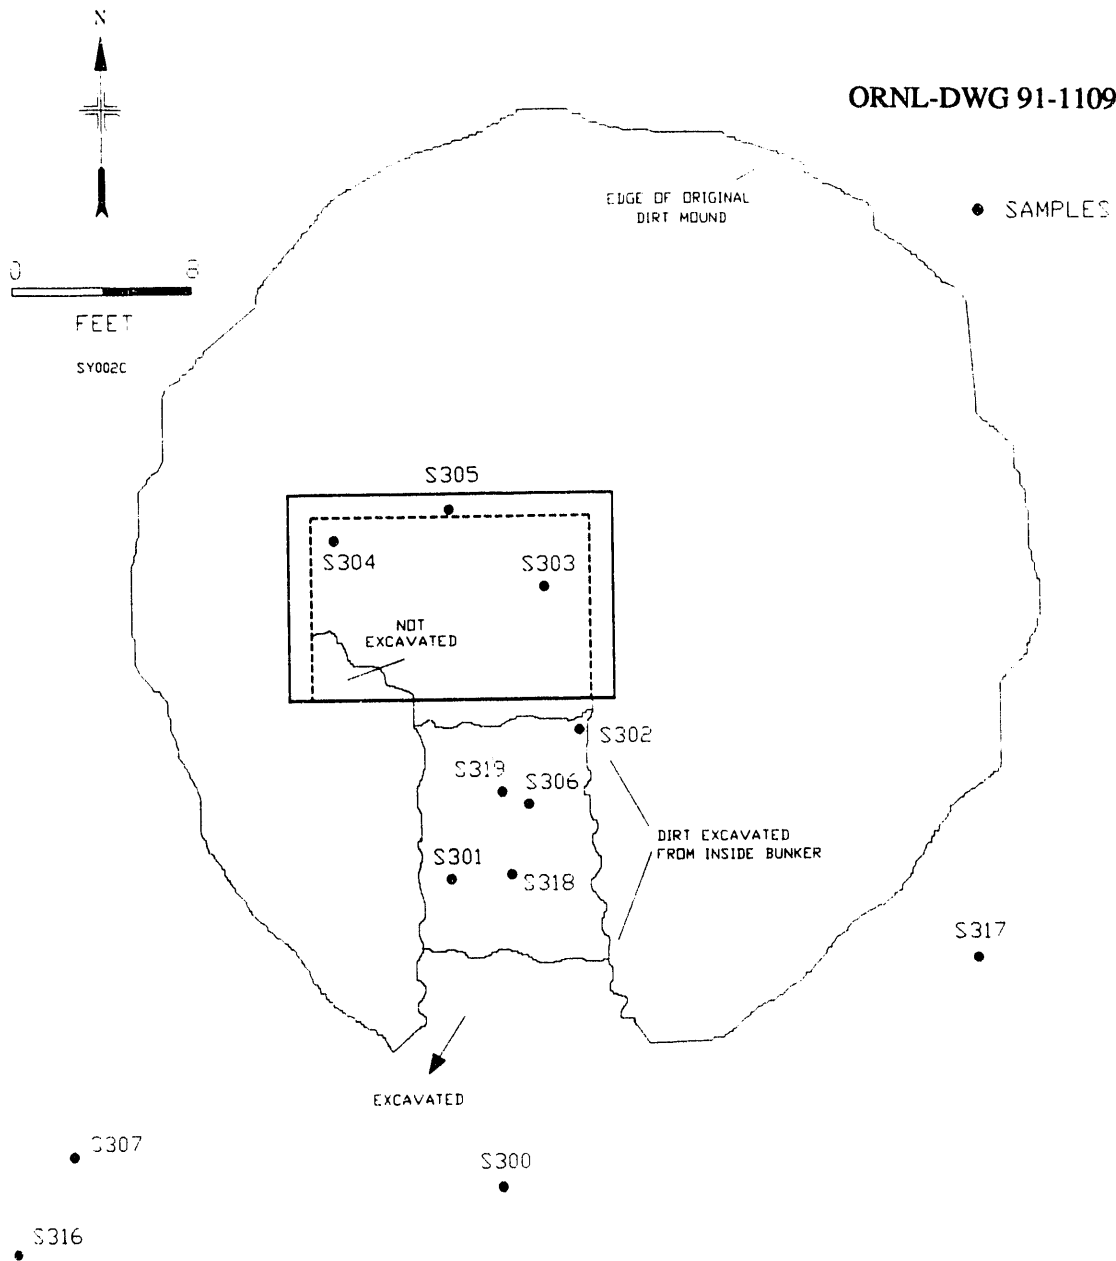 N
ORNL-DWG 91-1109
EDGE OF ORIGINAL
DIRT MOUND
SAMPLES
0 8
FEET
SY002C
S305
S304
S303
NOT
EXCAVATED
S302
S319
S306
DIRT EXCAVATED
FROM INSIDE BUNKER
S301
S318
S317
EXCAVATED
S307
S300
S316